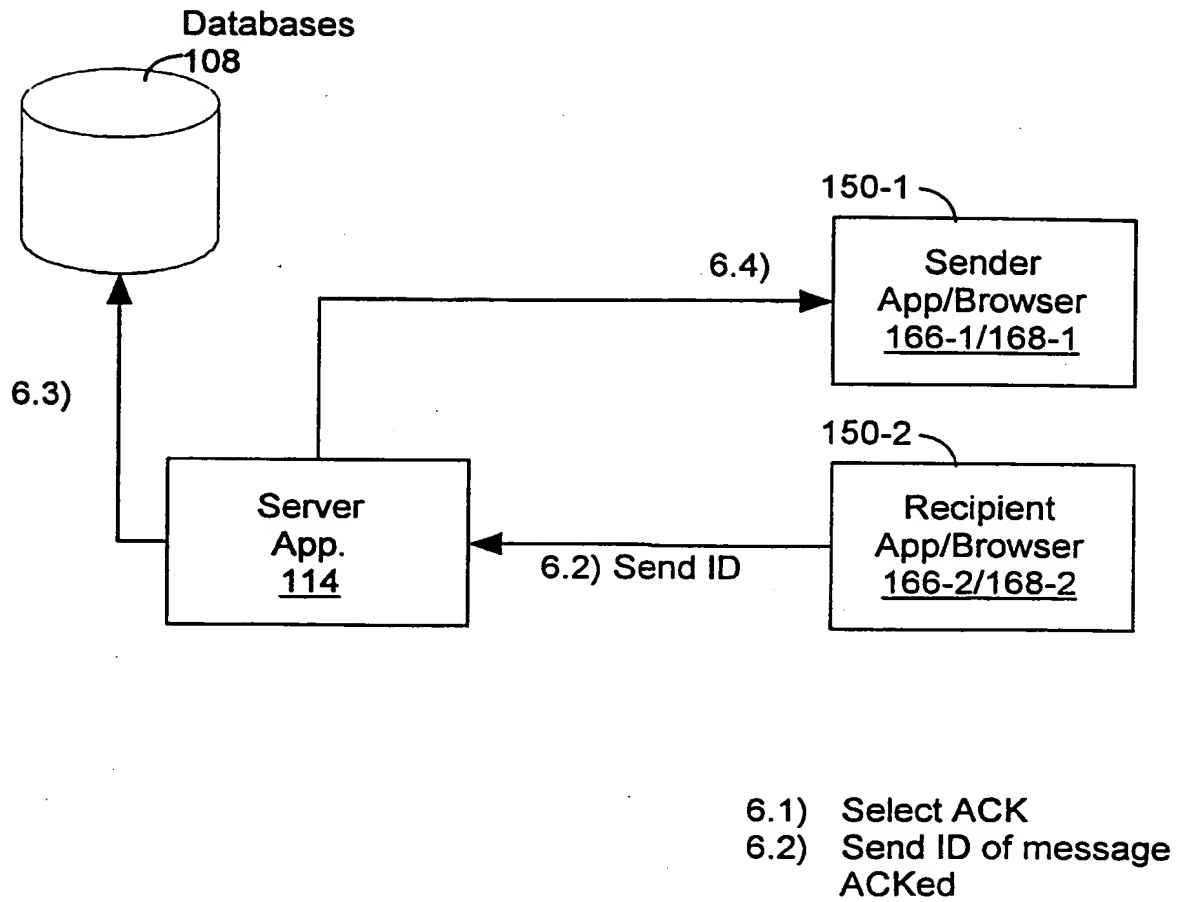 Databases
108
150-1
6.4)
Sender
App/Browser
166-1/168-1
6.3)
150-2
Server
App.
114
Recipient
App/Browser
166-2/168-2
6.2) Send ID
6.1) Select ACK
6.2) Send ID of message
ACKed